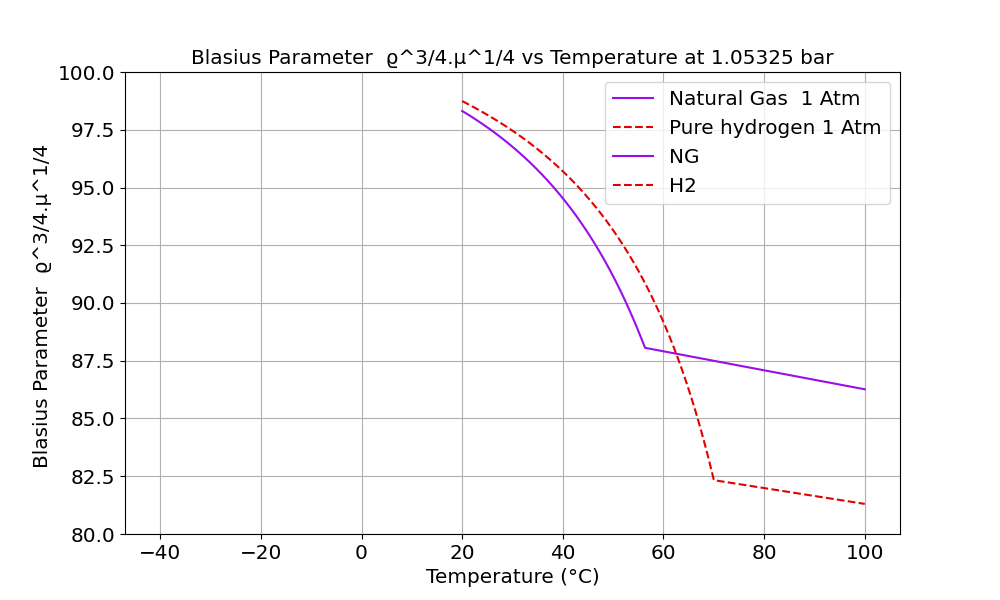 Blasius Parameter  ϱ^3/4.μ^1/4 vs Temperature at 1.05325 bar
Blasius Parameter  ϱ^3/4.μ^1/4
100.0
97.5
95.0
92.5
90.0
87.5
85.0
82.5
80.0
Natural Gas  1 Atm
Pure hydrogen 1 Atm
NG
H2
−40 −20 0 20 40 60 80 100
Temperature (°C)